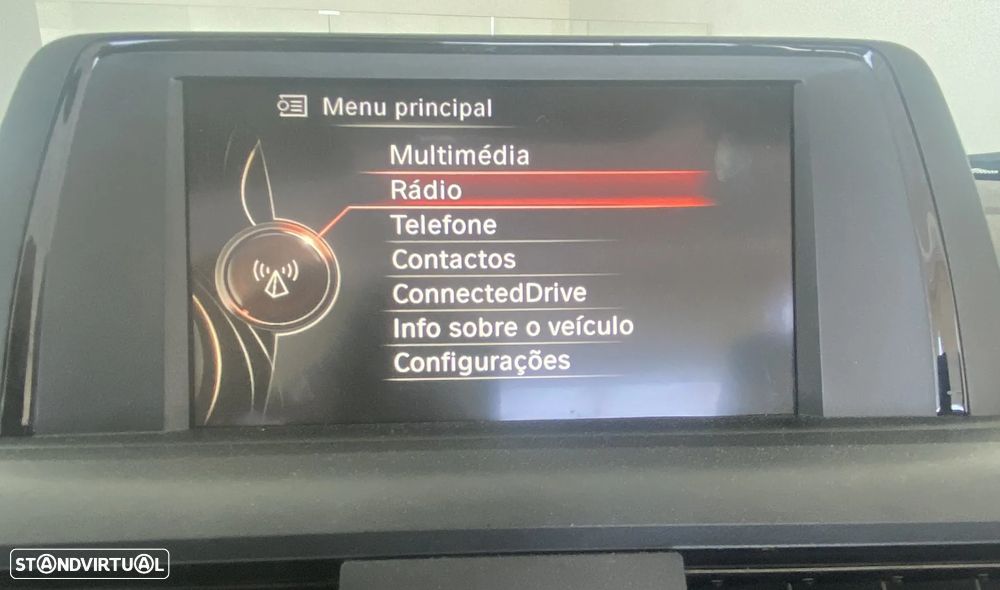 Menu principal
Multimédia
Rádio
Telefone
Contactos
ConnectedDrive
Info sobre o veículo
Configurações
STANDVIRTUAL